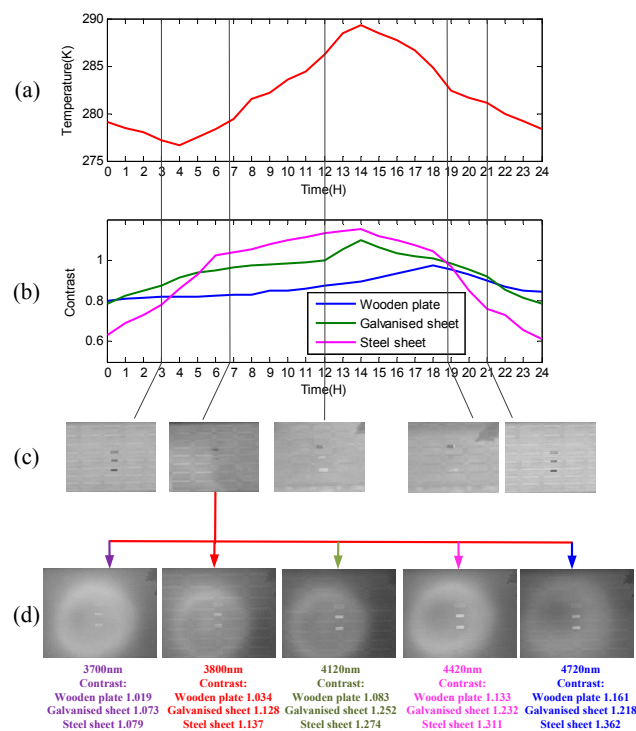 (a)
Temperature(K)
290
285
280
275
0 1 2 3 4 5 6 7 8 9 10 11 12 13 14 15 16 17 18 19 20 21 22 23 24
Time(H)
(b)
Contrast
1
0.8
0.6
Wooden plate
Galvanised sheet
Steel sheet
0 1 2 3 4 5 6 7 8 9 10 11 12 13 14 15 16 17 18 19 20 21 22 23 24
Time(H)
(c)
(d)
3700nm
Contrast:
Wooden plate 1.019
Galvanised sheet 1.073
Steel sheet 1.079
3800nm
Contrast:
Wooden plate 1.034
Galvanised sheet 1.128
Steel sheet 1.137
4120nm
Contrast:
Wooden plate 1.083
Galvanised sheet 1.252
Steel sheet 1.274
4420nm
Contrast:
Wooden plate 1.133
Galvanised sheet 1.232
Steel sheet 1.311
4720nm
Contrast:
Wooden plate 1.161
Galvanised sheet 1.218
Steel sheet 1.362